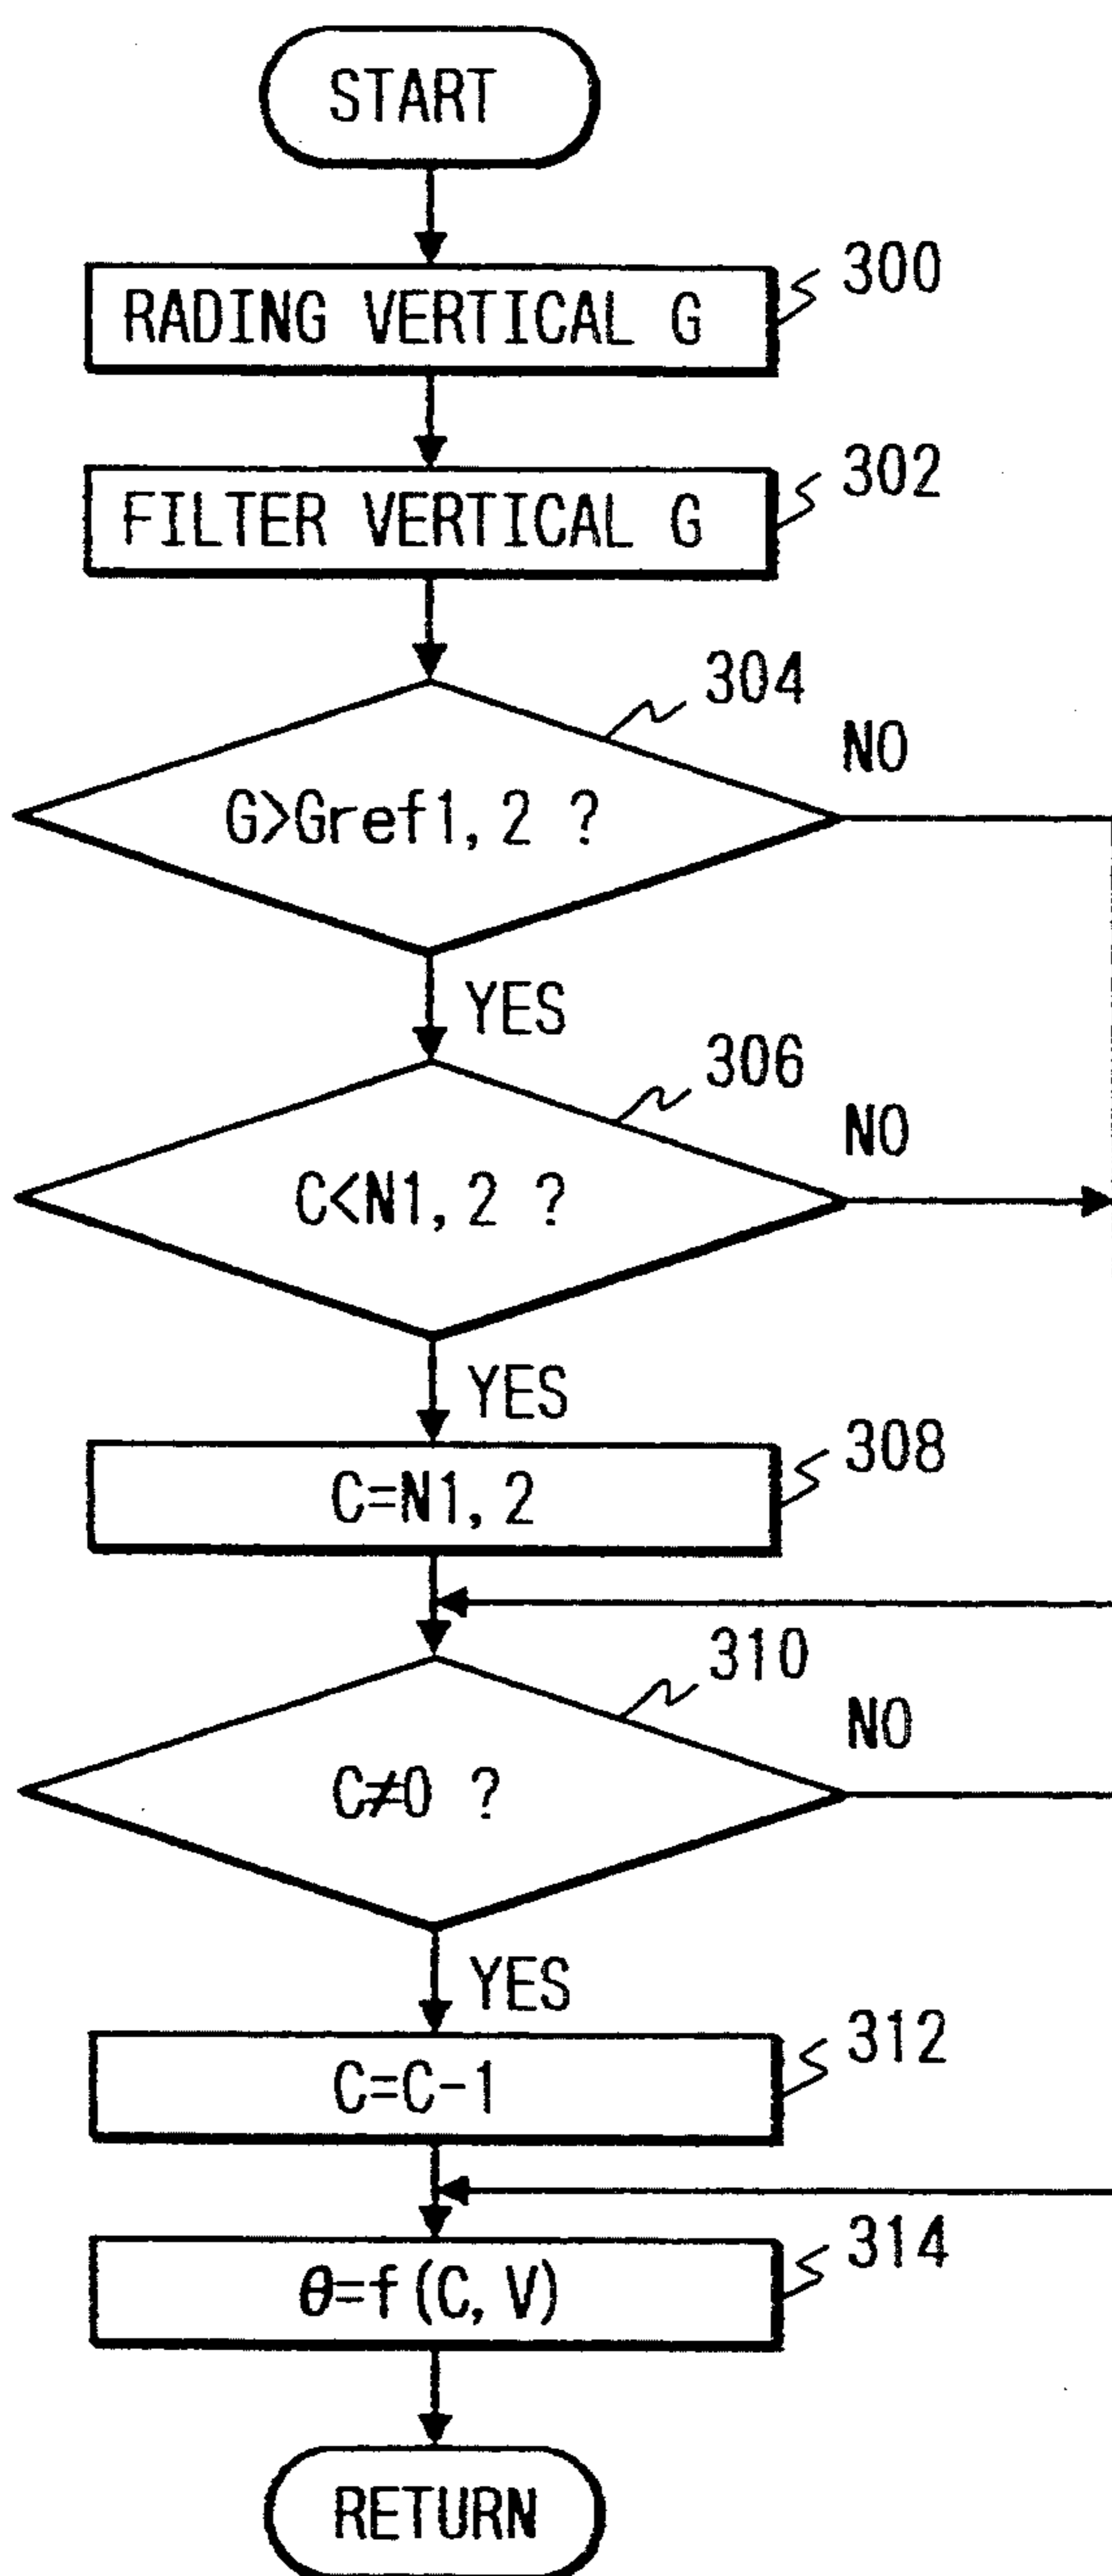 START
RADING VERTICAL G
300
FILTER VERTICAL G
302
304
NO
G>Gref1, 2 ?
YES
306
NO
C<N1, 2 ?
YES
308
C=N1, 2
310
NO
C≠0 ?
YES
312
C=C-1
314
θ=f(C, V)
RETURN